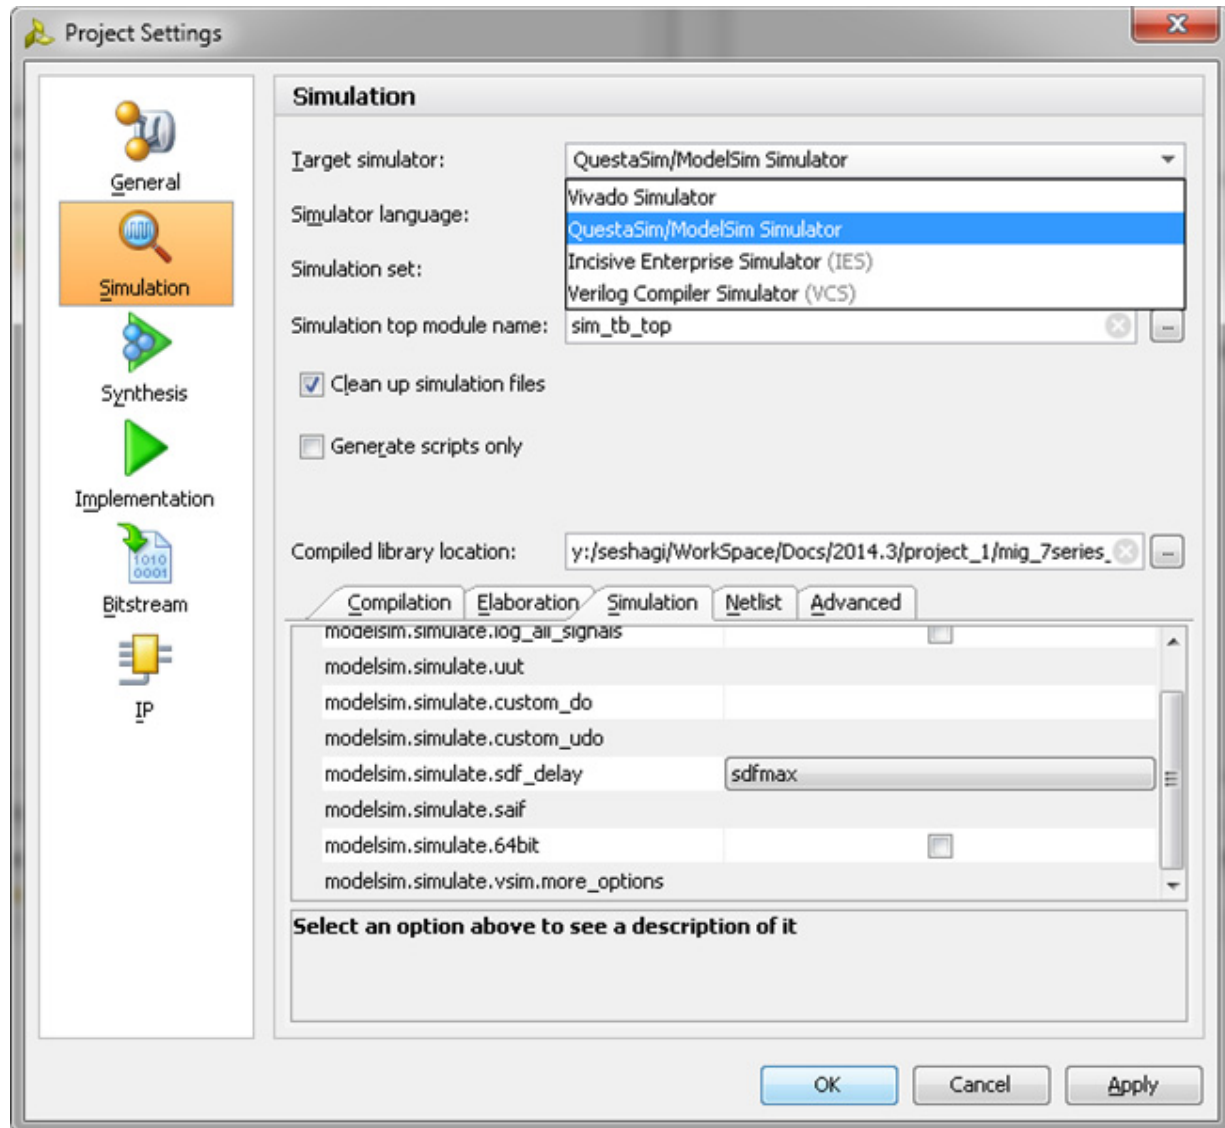 Project Settings
General
Simulation
Synthesis
Implementation
Bitstream
IP
Simulation
Target simulator: QuestaSim/ModelSim Simulator
Vivado Simulator
Simulator language:
QuestaSim/ModelSim Simulator
Incisive Enterprise Simulator (IES)
Simulation set:
Verilog Compiler Simulator (VCS)
Simulation top module name: sim_tb_top
Clean up simulation files
Generate scripts only
Compiled library location: y:/seshagi/WorkSpace/Docs/2014.3/project_1/mig_7series_
Compilation Elaboration Simulation Netlist Advanced
modelsim.simulate.log_all_signals
modelsim.simulate.uut
modelsim.simulate.custom_do
modelsim.simulate.custom_udo
modelsim.simulate.sdf_delay sdfmax
modelsim.simulate.saif
modelsim.simulate.64bit
modelsim.simulate.vsim.more_options
Select an option above to see a description of it
OK Cancel Apply